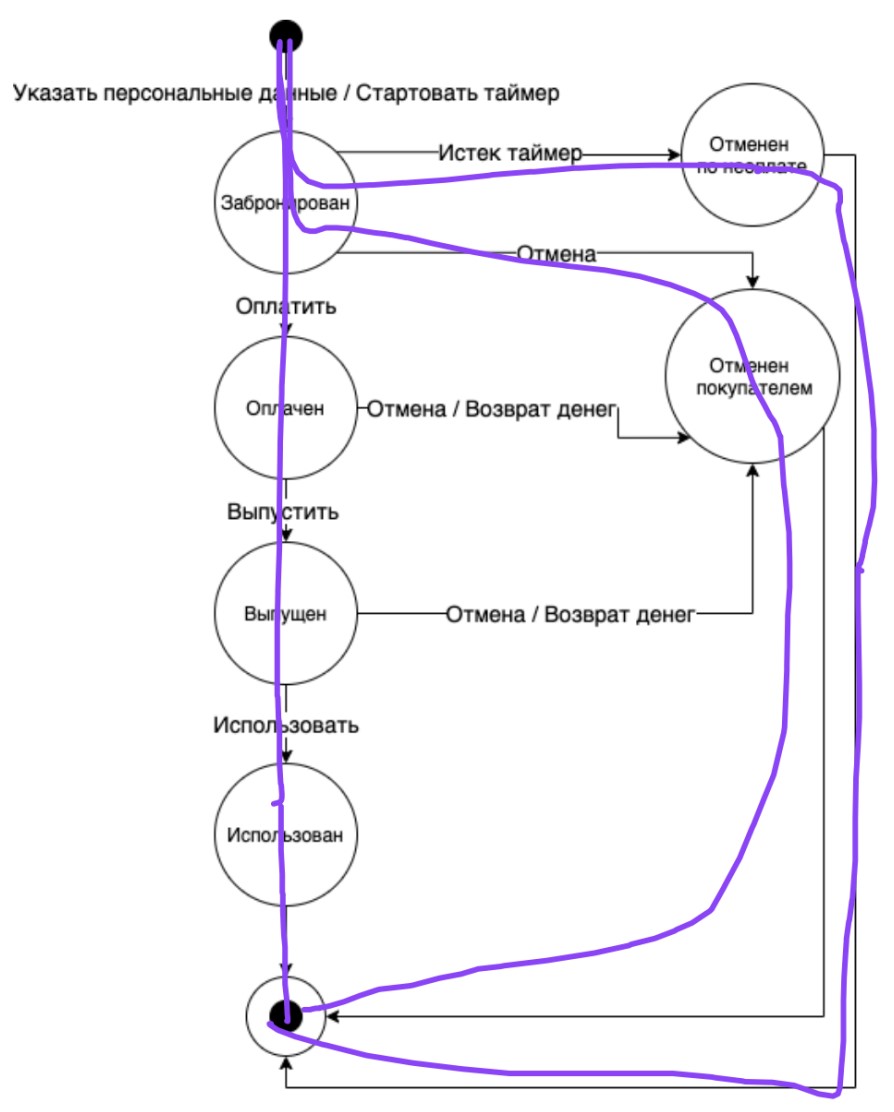 Указать персональные данные / Стартовать таймер
Истек таймер
Отменен
по неоплате
Забронирован
Отмена
Оплатить
Отменен
покупателем
Оплачен
Отмена / Возврат денег
Выпустить
Выпущен
Отмена / Возврат денег
Использовать
Использован